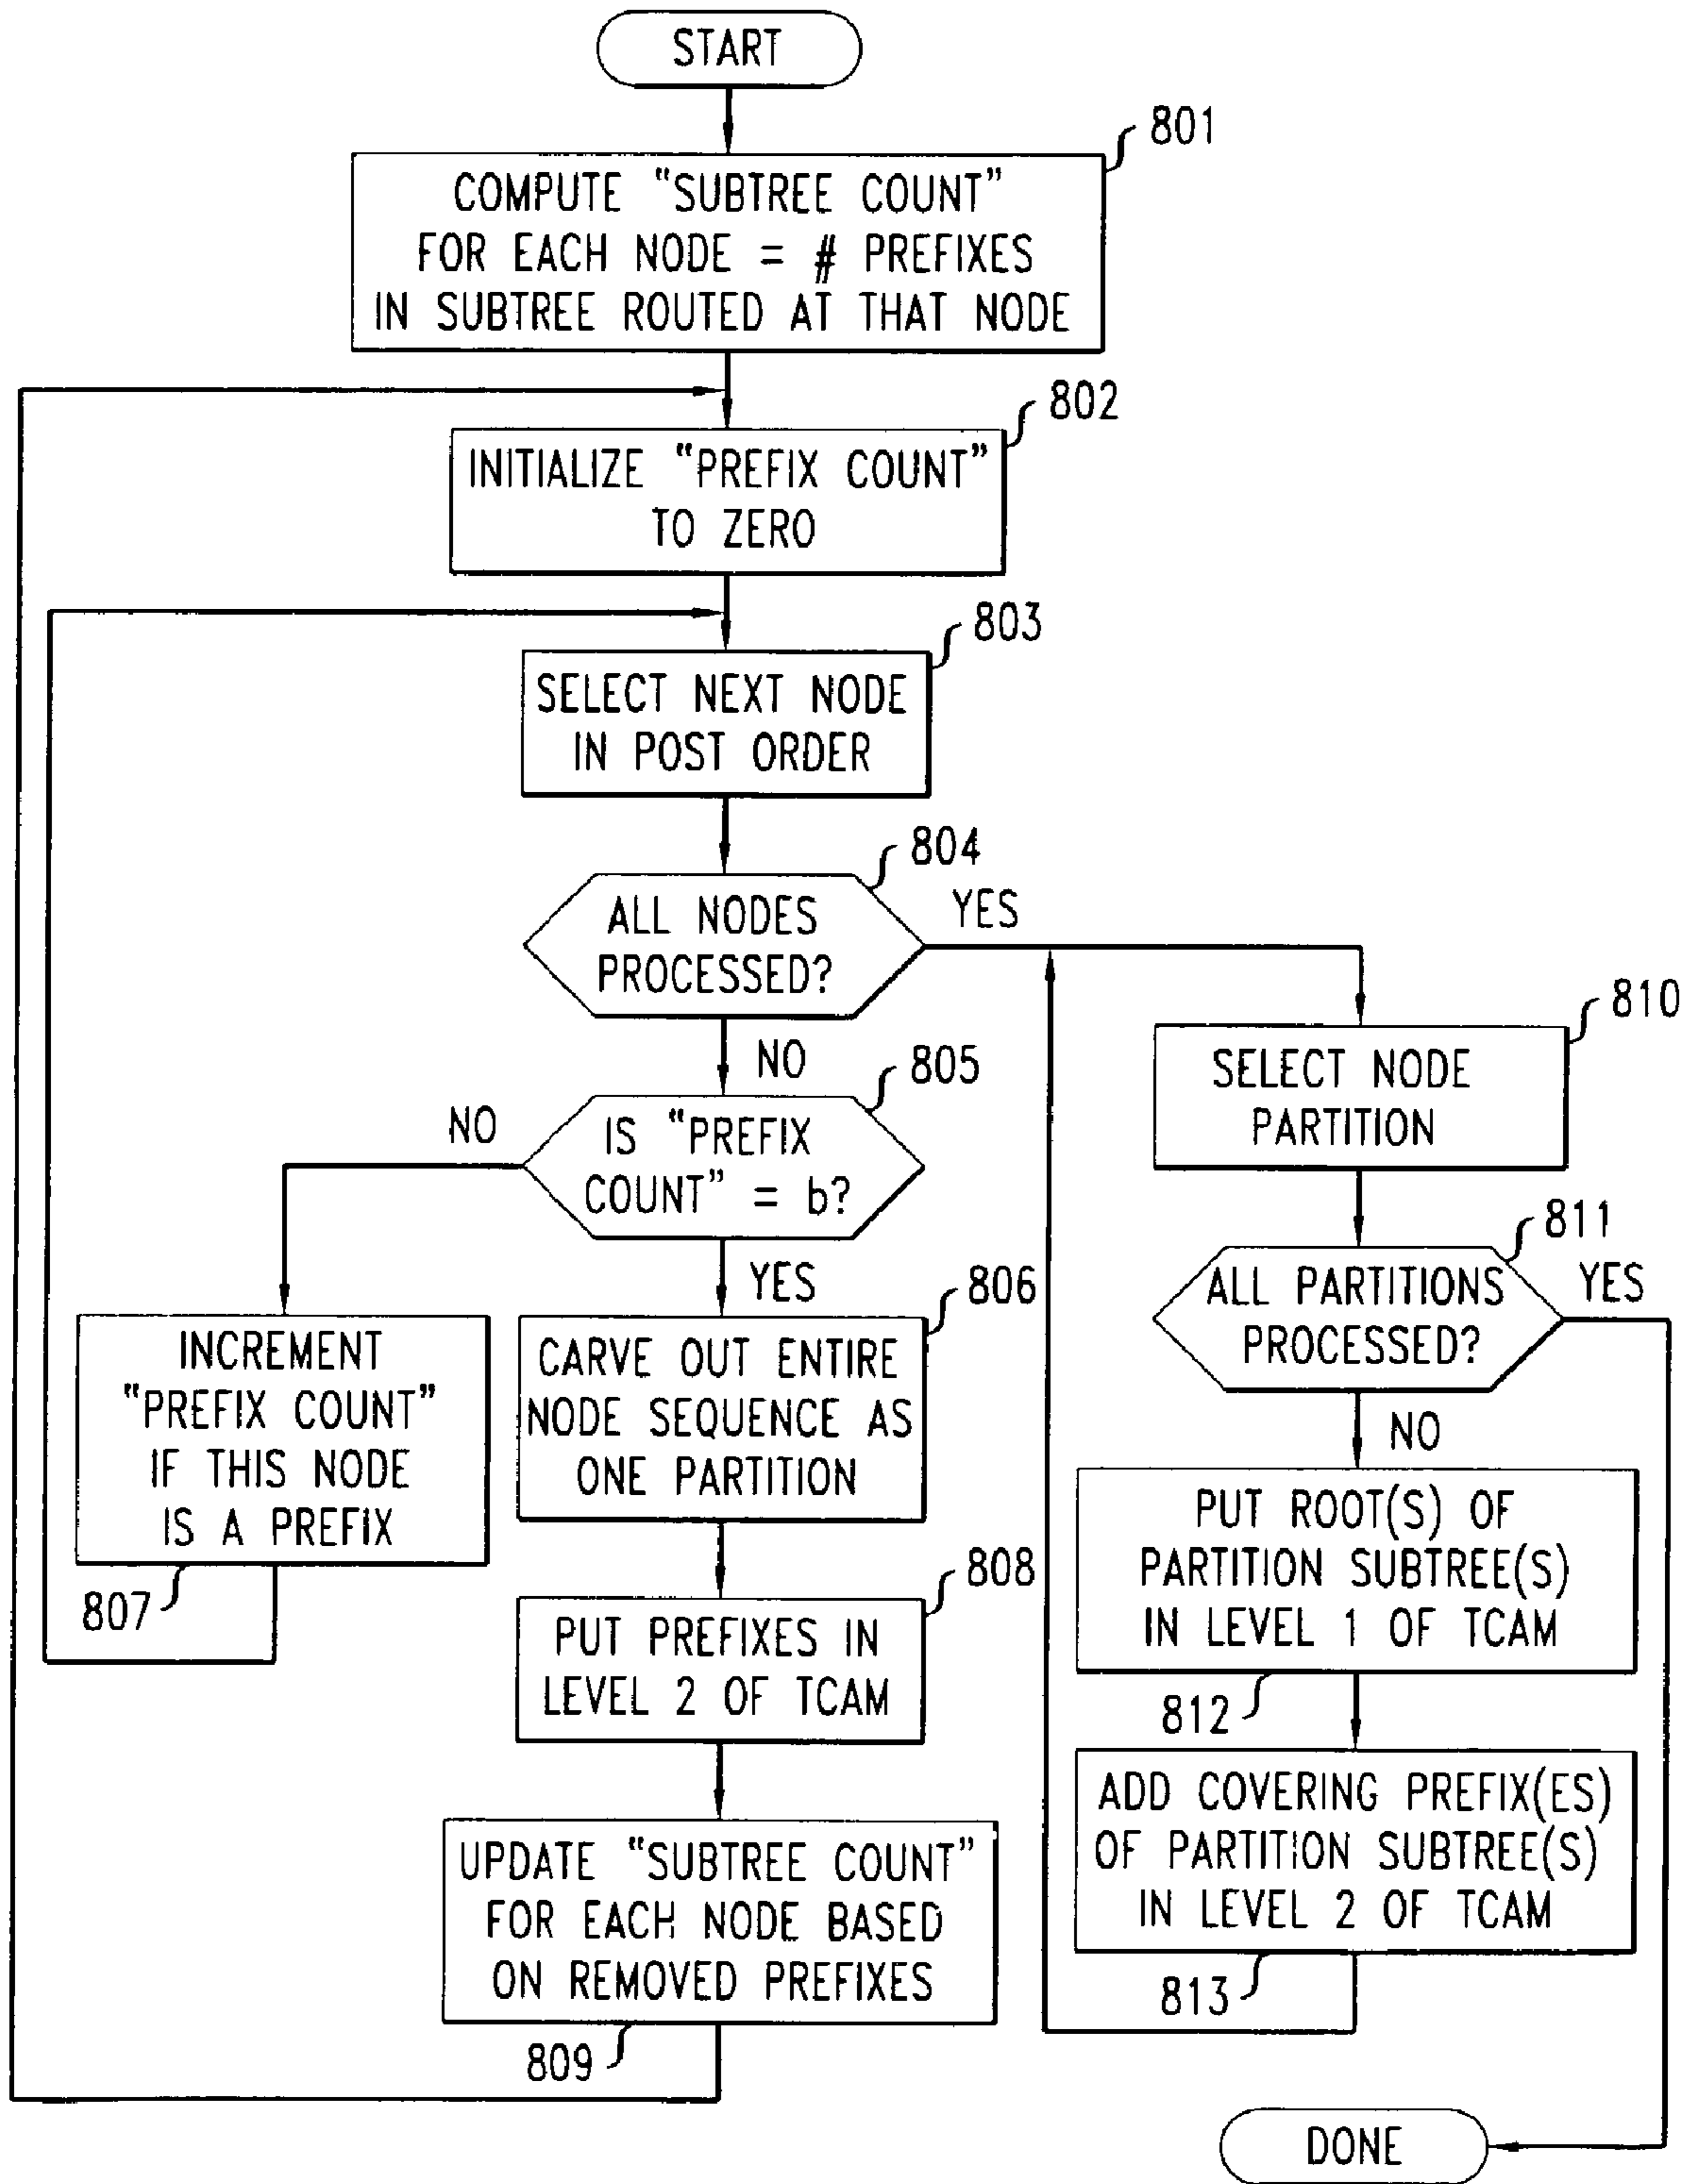 START
801
COMPUTE "SUBTREE COUNT"
FOR EACH NODE = # PREFIXES
IN SUBTREE ROUTED AT THAT NODE
802
INITIALIZE "PREFIX COUNT"
TO ZERO
803
SELECT NEXT NODE
IN POST ORDER
804
ALL NODES
PROCESSED?
YES
NO
805
IS "PREFIX
COUNT" = b?
NO
YES
807
INCREMENT
"PREFIX COUNT"
IF THIS NODE
IS A PREFIX
806
CARVE OUT ENTIRE
NODE SEQUENCE AS
ONE PARTITION
808
PUT PREFIXES IN
LEVEL 2 OF TCAM
UPDATE "SUBTREE COUNT"
FOR EACH NODE BASED
ON REMOVED PREFIXES
809
810
SELECT NODE
PARTITION
811
ALL PARTITIONS
PROCESSED?
YES
NO
PUT ROOT(S) OF
PARTITION SUBTREE(S)
IN LEVEL 1 OF TCAM
812
ADD COVERING PREFIX(ES)
OF PARTITION SUBTREE(S)
IN LEVEL 2 OF TCAM
813
DONE